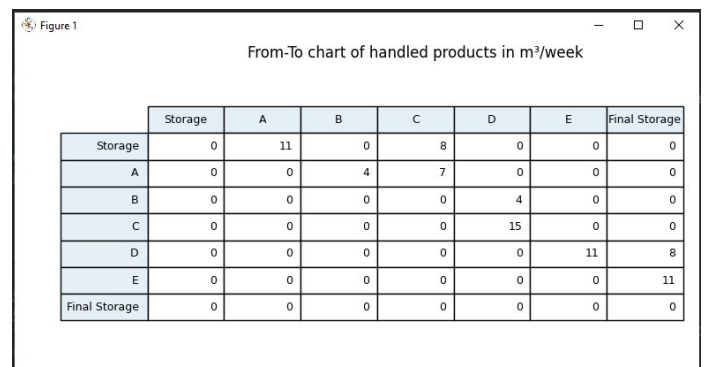 Figure 1
From-To chart of handled products in m³/week
Storage A B C D E Final Storage
Storage 0 11 0 8 0 0 0
A 0 0 4 7 0 0 0
B 0 0 0 0 4 0 0
C 0 0 0 0 15 0 0
D 0 0 0 0 0 11 8
E 0 0 0 0 0 0 11
Final Storage 0 0 0 0 0 0 0